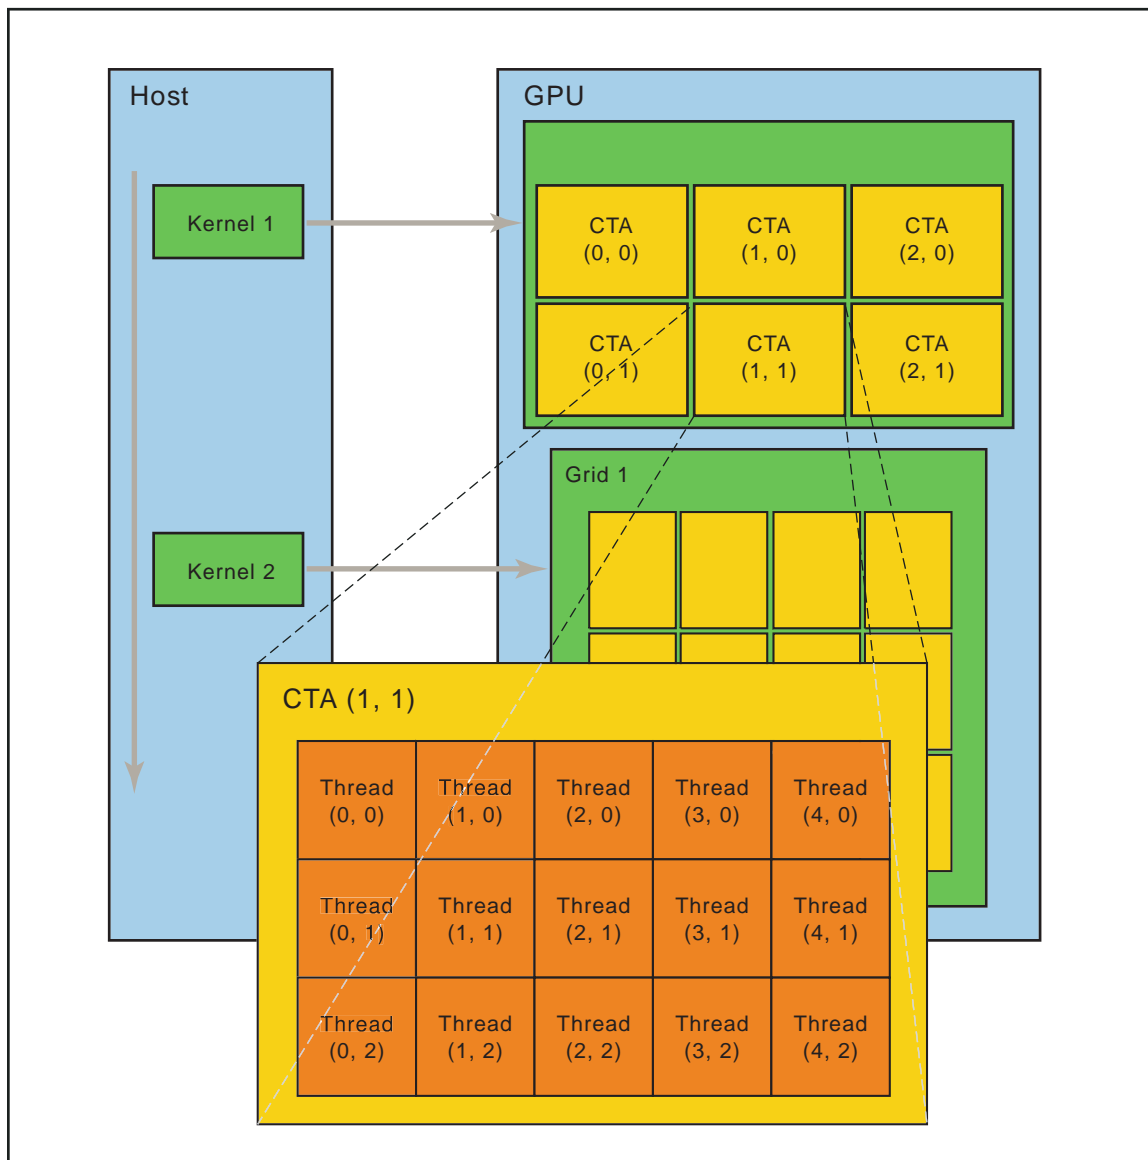 Host
GPU
Kernel 1
CTA
(0, 0)
CTA
(1, 0)
CTA
(2, 0)
CTA
(0, 1)
CTA
(1, 1)
CTA
(2, 1)
Grid 1
Kernel 2
CTA (1, 1)
Thread
(0, 0)
Thread
(1, 0)
Thread
(2, 0)
Thread
(3, 0)
Thread
(4, 0)
Thread
(0, 1)
Thread
(1, 1)
Thread
(2, 1)
Thread
(3, 1)
Thread
(4, 1)
Thread
(0, 2)
Thread
(1, 2)
Thread
(2, 2)
Thread
(3, 2)
Thread
(4, 2)